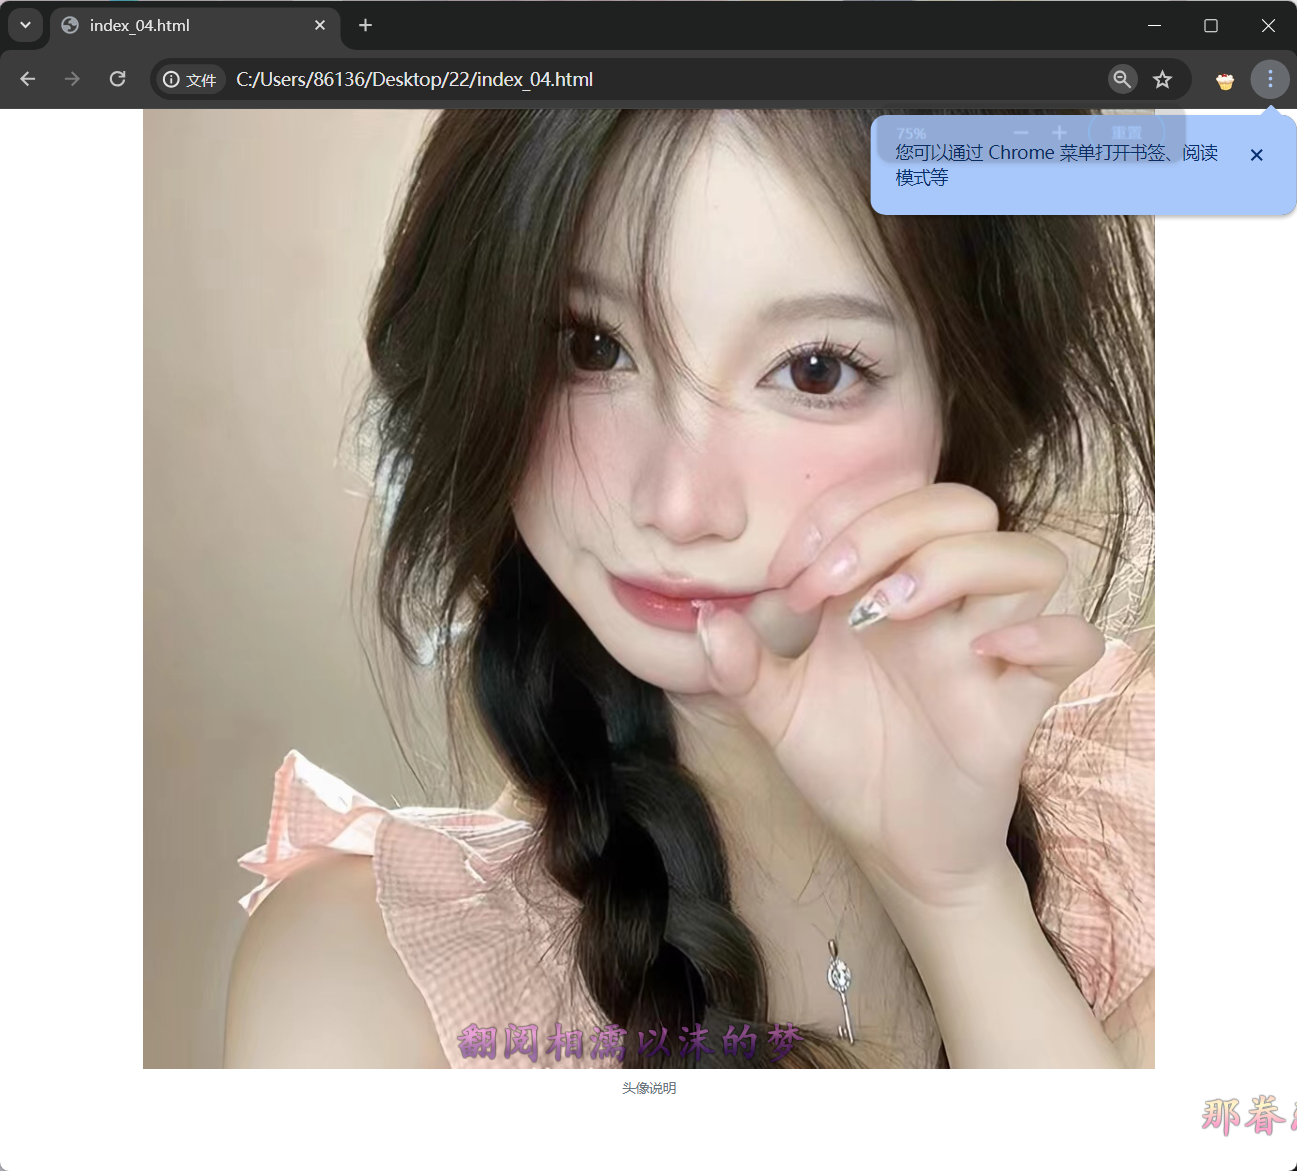 index_04.html
文件
C:/Users/86136/Desktop/22/index_04.html
75%
重置
您可以通过 Chrome 菜单打开书签、阅读
模式等
翻阅相濡以沫的梦
头像说明
那眷